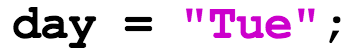 day = "Tue";